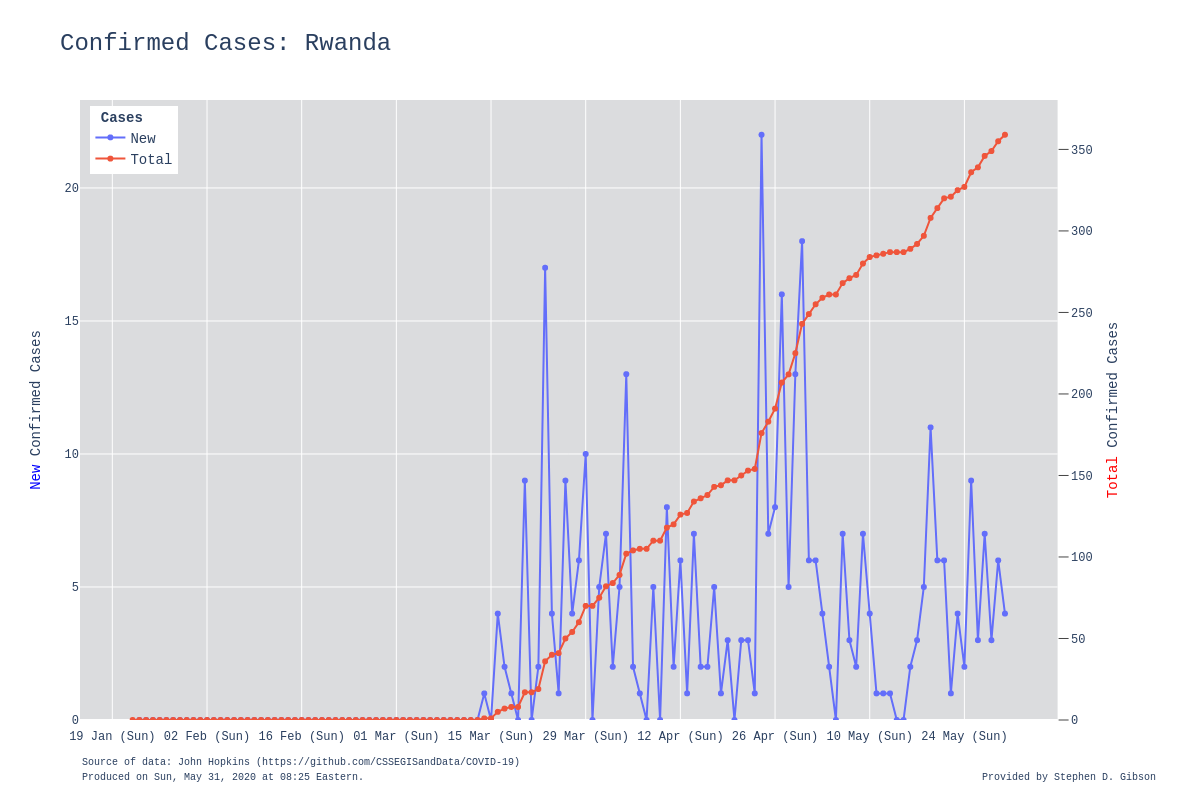 Confirmed Cases: Rwanda
Cases
New
Total
20
15
10
5
0
350
300
250
200
150
100
50
0
New Confirmed Cases
Total Confirmed Cases
19 Jan (Sun) 02 Feb (Sun) 16 Feb (Sun) 01 Mar (Sun) 15 Mar (Sun) 29 Mar (Sun) 12 Apr (Sun) 26 Apr (Sun) 10 May (Sun) 24 May (Sun)
Source of data: John Hopkins (https://github.com/CSSEGISandData/COVID-19)
Produced on Sun, May 31, 2020 at 08:25 Eastern.
Provided by Stephen D. Gibson